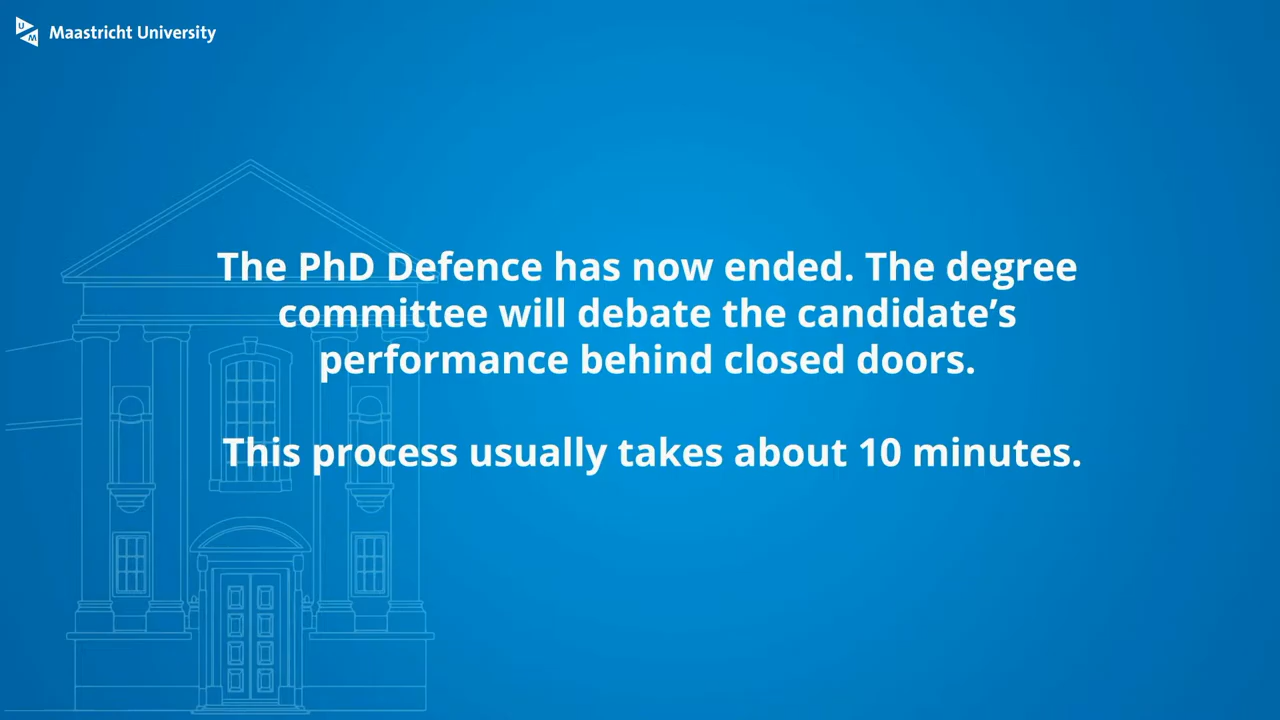 UM
Maastricht University
The PhD Defence has now ended. The degree
committee will debate the candidate’s
performance behind closed doors.
This process usually takes about 10 minutes.